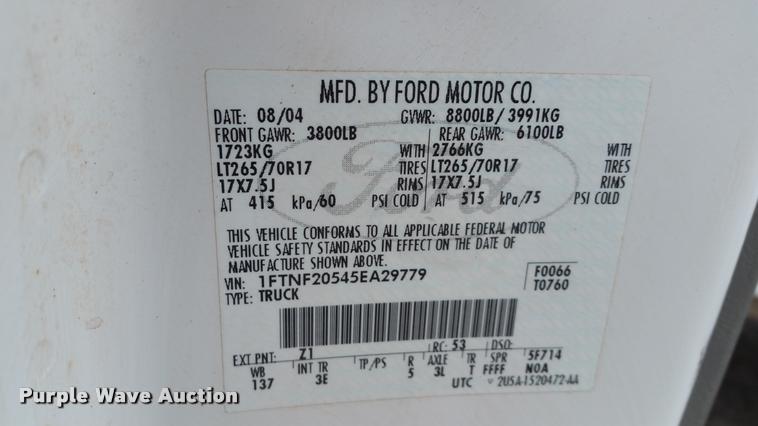 MFD. BY FORD MOTOR CO.
DATE: 08/04 GVWR: 8800LB/3991KG
FRONT GAWR: 3800LB REAR GAWR: 6100LB
1723KG WITH 2766KG WITH
LT265/70R17 TIRES LT265/70R17 TIRES
17X7.5J RIMS 17X7.5J RIMS
AT 415 kPa/60 PSI COLD AT 515 kPa/75 PSI COLD
Ford
THIS VEHICLE CONFORMS TO ALL APPLICABLE FEDERAL MOTOR
VEHICLE SAFETY STANDARDS IN EFFECT ON THE DATE OF
MANUFACTURE SHOWN ABOVE.
VIN: 1FTNF20545EA29779 F0066
TYPE: TRUCK T0760
EXT PNT: Z1 RC: 53 DSO:
WB INT TR TP/PS R AXLE TR SPR 5F714
137 3E 5 3L T FFFF N0A
UTC 2U5A-1520472-AA
Purple Wave Auction